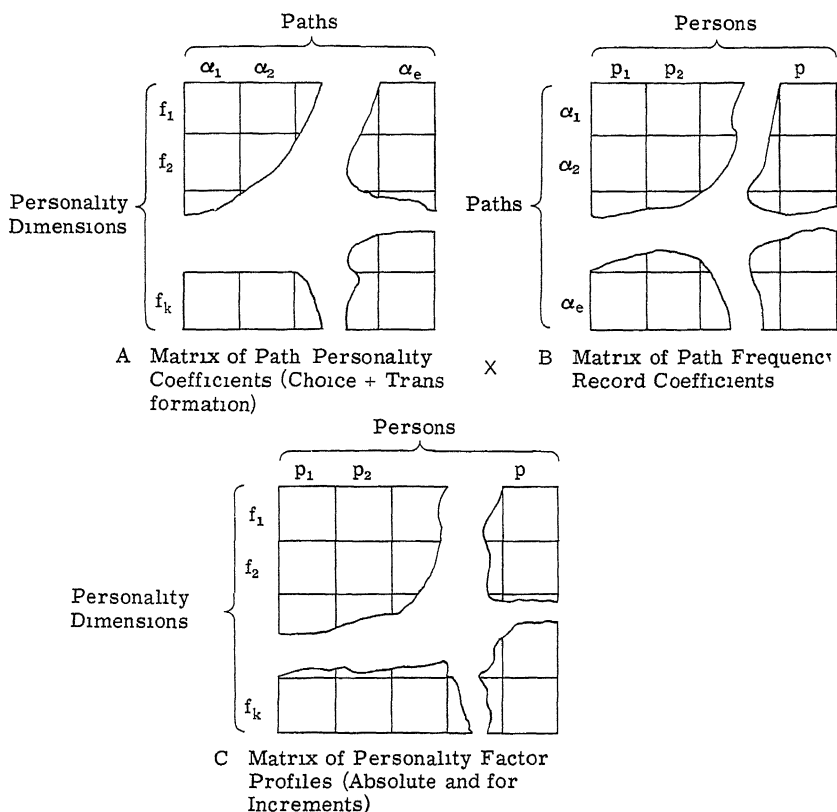 Paths
α₁ α₂ αₑ
f₁
f₂
Personality
Dimensions
fₖ
A Matrix of Path Personality
Coefficients (Choice + Trans
formation)
X
Persons
p₁ p₂ p
α₁
α₂
Paths
αₑ
B Matrix of Path Frequency
Record Coefficients
Persons
p₁ p₂ p
f₁
f₂
Personality
Dimensions
fₖ
C Matrix of Personality Factor
Profiles (Absolute and for
Increments)